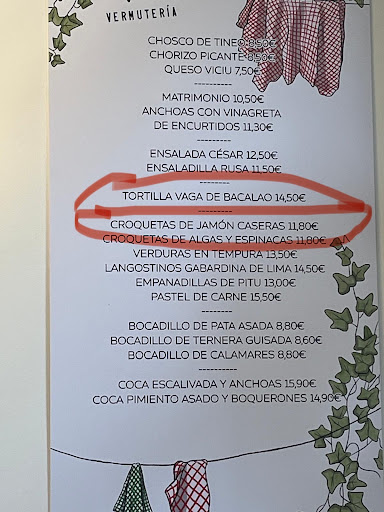 VERMUTERÍA
CHOSCO DE TINEO 8,50€
CHORIZO PICANTE 8,50€
QUESO VICIU 7,50€
----------
MATRIMONIO 10,50€
ANCHOAS CON VINAGRETA
DE ENCURTIDOS 11,30€
----------
ENSALADA CÉSAR 12,50€
ENSALADILLA RUSA 11,50€
----------
TORTILLA VAGA DE BACALAO 14,50€
----------
CROQUETAS DE JAMÓN CASERAS 11,80€
CROQUETAS DE ALGAS Y ESPINACAS 11,80€
VERDURAS EN TEMPURA 13,50€
LANGOSTINOS GABARDINA DE LIMA 14,50€
EMPANADILLAS DE PITU 13,00€
PASTEL DE CARNE 15,50€
----------
BOCADILLO DE PATA ASADA 8,80€
BOCADILLO DE TERNERA GUISADA 8,60€
BOCADILLO DE CALAMARES 8,80€
----------
COCA ESCALIVADA Y ANCHOAS 15,90€
COCA PIMIENTO ASADO Y BOQUERONES 14,90€